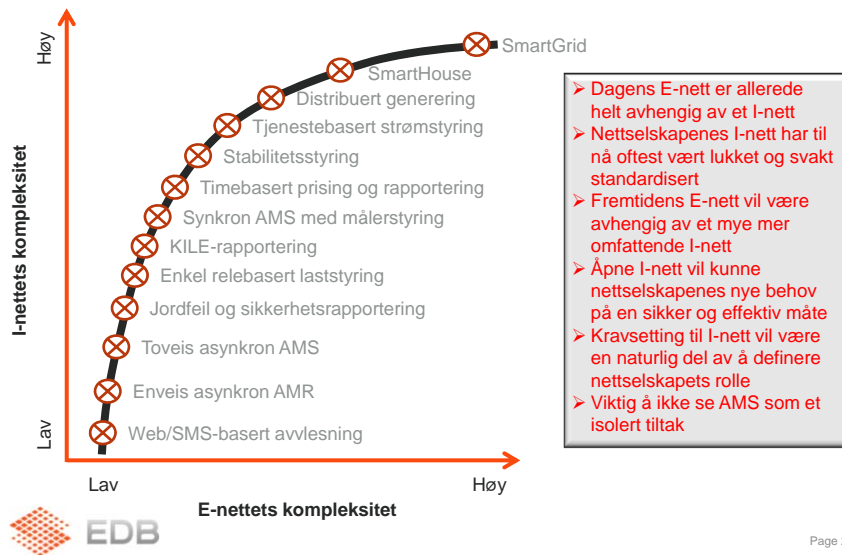 Høy
I-nettets kompleksitet
Lav
SmartGrid
SmartHouse
Distribuert generering
Tjenestebasert strømstyring
Stabilitetsstyring
Timebasert prising og rapportering
Synkron AMS med målerstyring
KILE-rapportering
Enkel relebasert laststyring
Jordfeil og sikkerhetsrapportering
Toveis asynkron AMS
Enveis asynkron AMR
Web/SMS-basert avvlesning
Lav
Høy
E-nettets kompleksitet
➢ Dagens E-nett er allerede
helt avhengig av et I-nett
➢ Nettselskapenes I-nett har til
nå oftest vært lukket og svakt
standardisert
➢ Fremtidens E-nett vil være
avhengig av et mye mer
omfattende I-nett
➢ Åpne I-nett vil kunne
nettselskapenes nye behov
på en sikker og effektiv måte
➢ Kravsetting til I-nett vil være
en naturlig del av å definere
nettselskapets rolle
➢ Viktig å ikke se AMS som et
isolert tiltak
EDB
Page